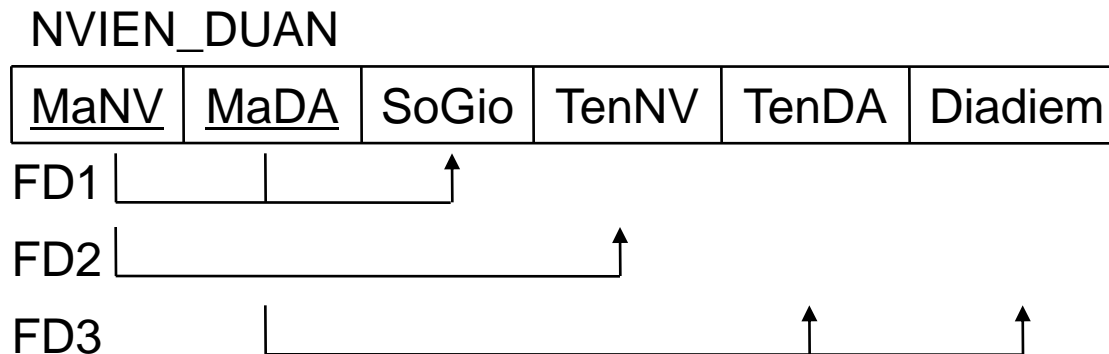 NVIEN_DUAN
MaNV MaDA SoGio TenNV TenDA Diadiem
FD1
FD2
FD3